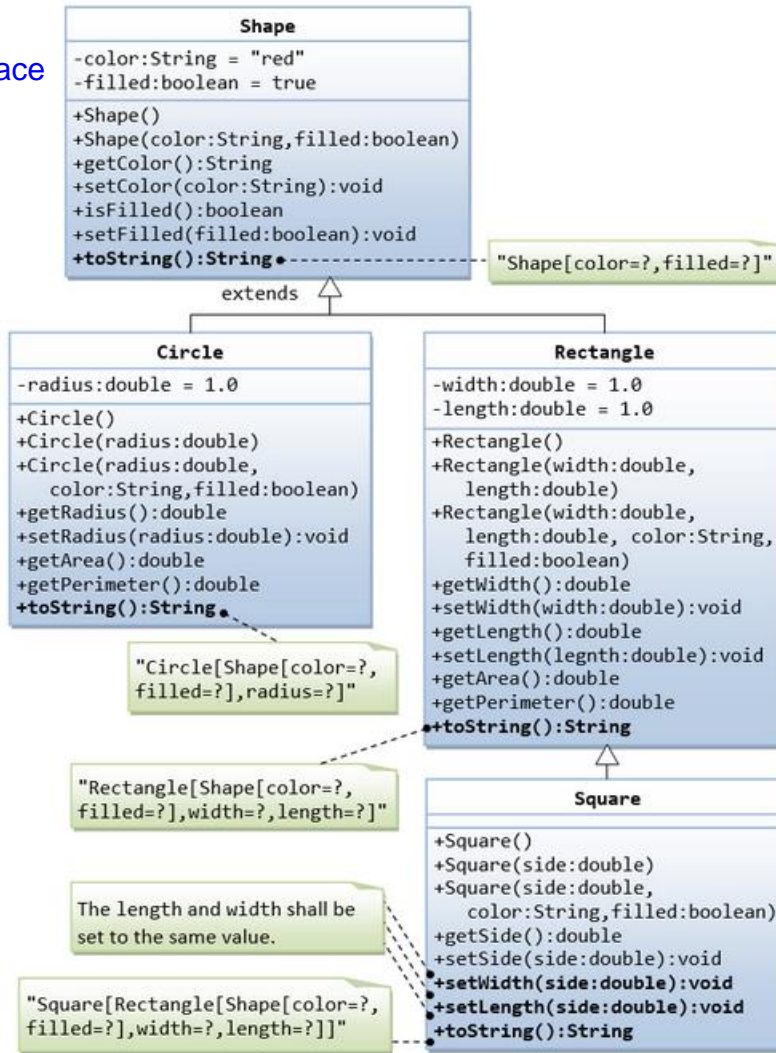 Shape
-color:String = "red"
-filled:boolean = true
+Shape()
+Shape(color:String,filled:boolean)
+getColor():String
+setColor(color:String):void
+isFilled():boolean
+setFilled(filled:boolean):void
+toString():String
"Shape[color=?,filled=?]"
extends
Circle
-radius:double = 1.0
+Circle()
+Circle(radius:double)
+Circle(radius:double,
color:String,filled:boolean)
+getRadius():double
+setRadius(radius:double):void
+getArea():double
+getPerimeter():double
+toString():String
"Circle[Shape[color=?,
filled=?],radius=?]"
Rectangle
-width:double = 1.0
-length:double = 1.0
+Rectangle()
+Rectangle(width:double,
length:double)
+Rectangle(width:double,
length:double, color:String,
filled:boolean)
+getWidth():double
+setWidth(width:double):void
+getLength():double
+setLength(legnth:double):void
+getArea():double
+getPerimeter():double
+toString():String
"Rectangle[Shape[color=?,
filled=?],width=?,length=?]"
Square
+Square()
+Square(side:double)
+Square(side:double,
color:String,filled:boolean)
+getSide():double
+setSide(side:double):void
+setWidth(side:double):void
+setLength(side:double):void
+toString():String
The length and width shall be
set to the same value.
"Square[Rectangle[Shape[color=?,
filled=?],width=?,length=?]]"